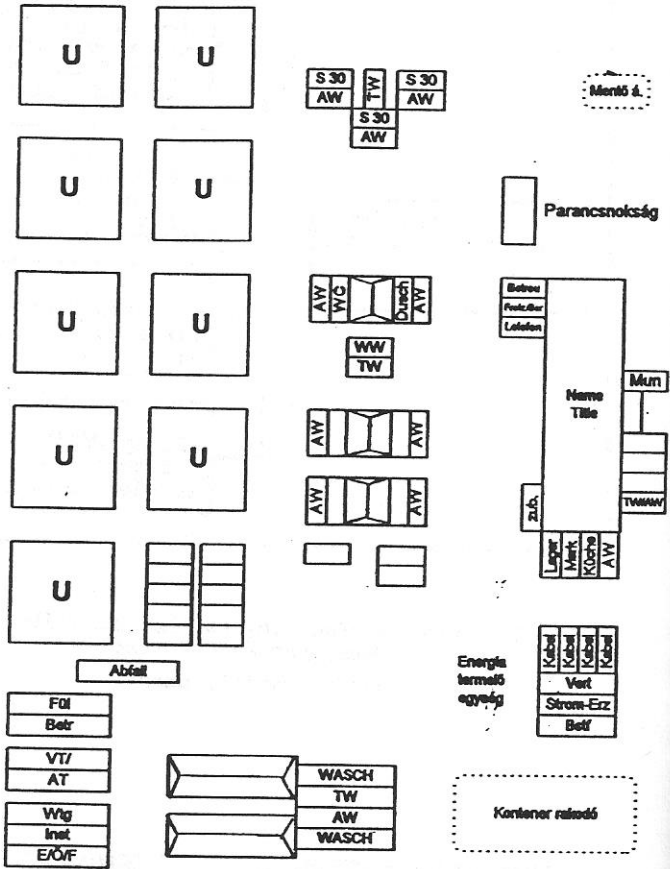 U
U
S 30
TW
S 30
AW
AW
S 30
AW
Mentő á.
U
U
Parancsnokság
U
U
AW
WC
Dusch
AW
WW
TW
Name
Title
Mun
U
U
AW
AW
AW
AW
TW/AW
zub.
Lager
Küche
AW
U
Abfall
Energia
termelő
egység
Kabel
Kabel
Kabel
Kabel
Vert
Strom-Erz
Betr
Betr
VT/
AT
Wtg
Inst
E/Ö/F
WASCH
TW
AW
WASCH
Kontener rakodó